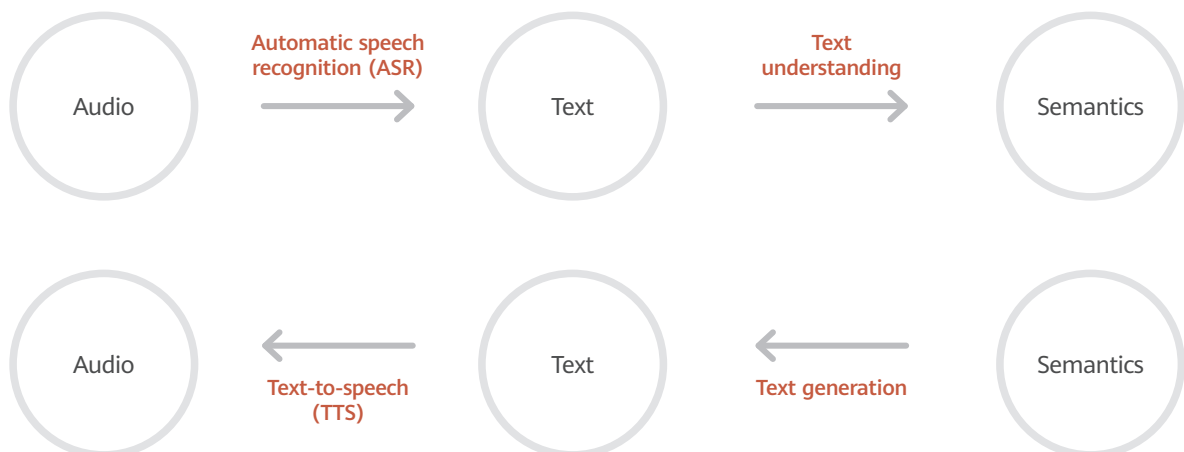 Automatic speech
recognition (ASR)
Text
understanding
Audio
Text
Semantics
Audio
Text
Semantics
Text-to-speech
(TTS)
Text generation